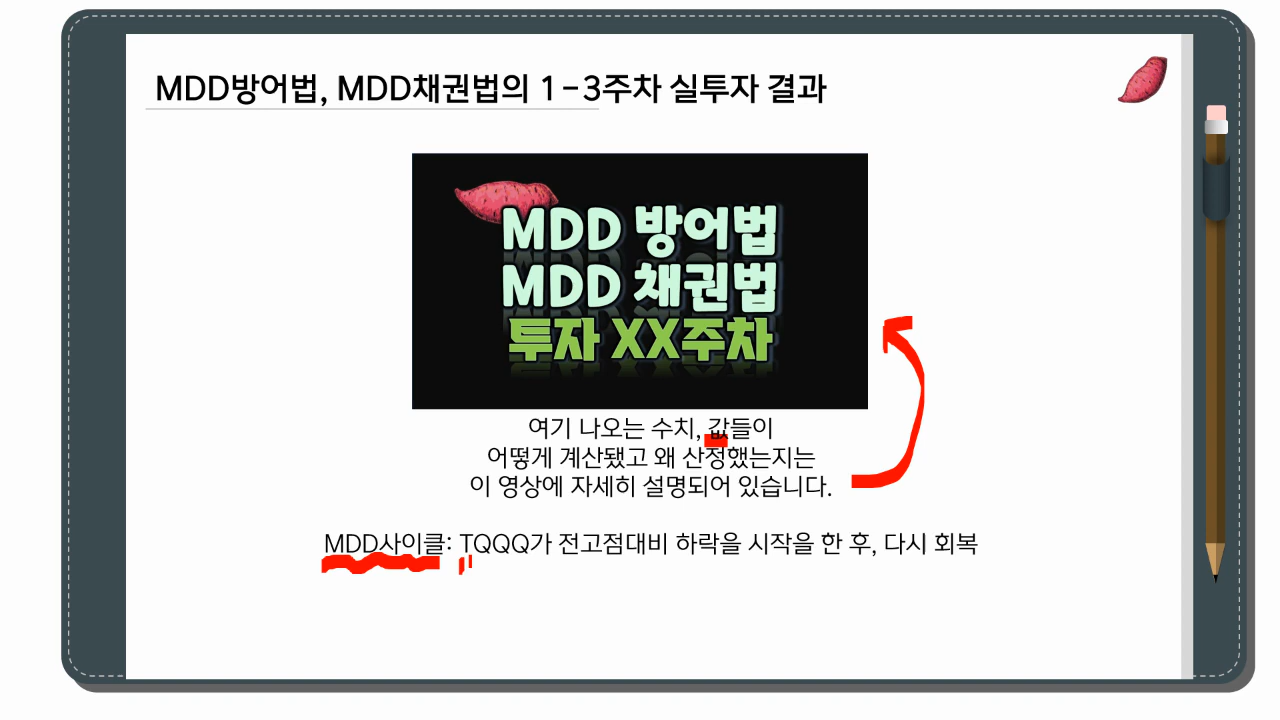 MDD방어법, MDD채권법의 1-3주차 실투자 결과
MDD 방어법
MDD 채권법
투자 XX주차
여기 나오는 수치, 값들이
어떻게 계산됐고 왜 산정했는지는
이 영상에 자세히 설명되어 있습니다.
MDD사이클: TQQQ가 전고점대비 하락을 시작을 한 후, 다시 회복